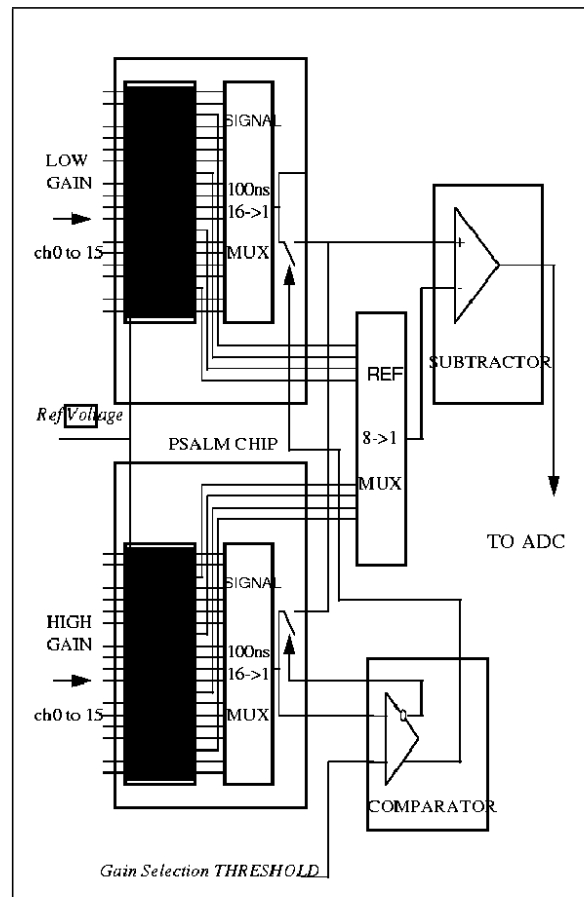 SIGNAL
LOW
GAIN
100ns
16->1
ch0 to 15
MUX
+
-
SUBTRACTOR
REF
Ref Voltage
PSALM CHIP
8->1
MUX
TO ADC
SIGNAL
HIGH
GAIN
100ns
16->1
ch0 to 15
MUX
COMPARATOR
Gain Selection THRESHOLD